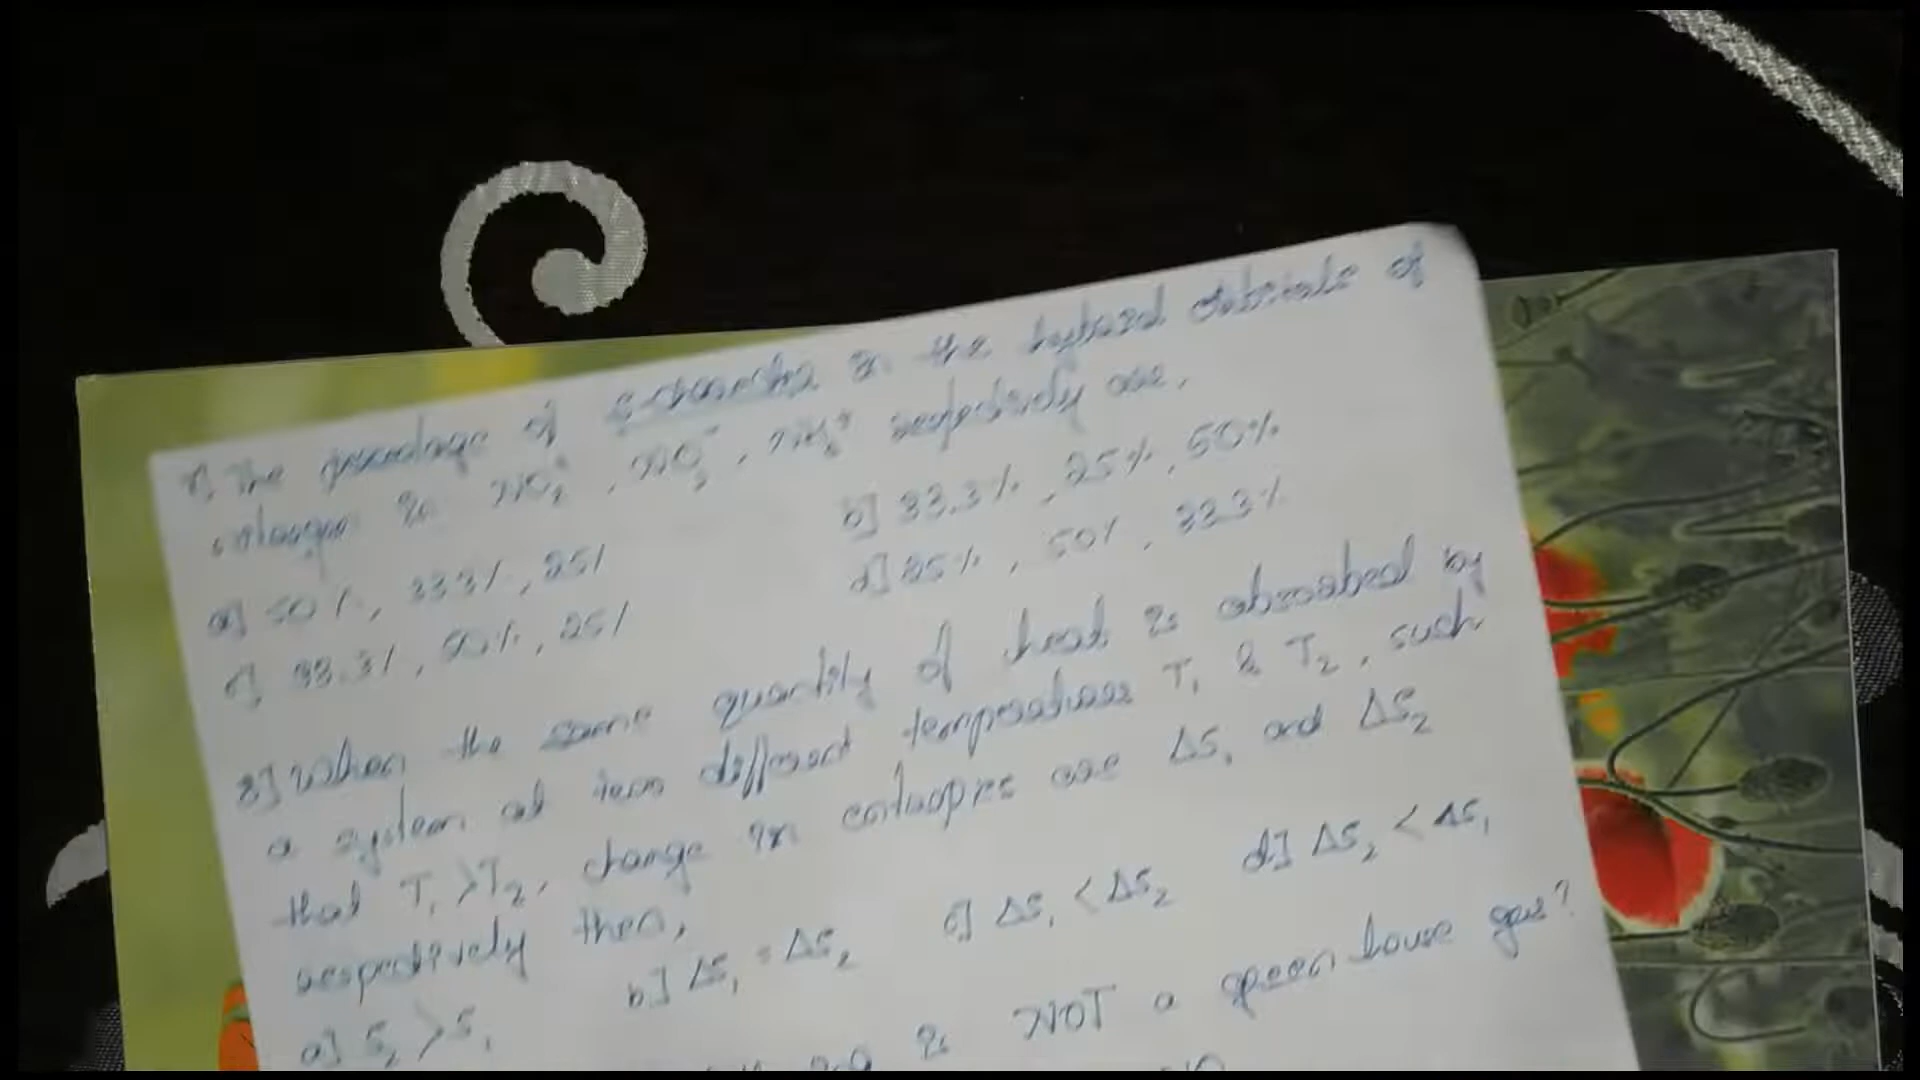 7] The percentage of s-character in the hybrid orbitals of
nitrogen in NO₂⁺, NO₃⁻, NH₄⁺ respectively are,
a] 50%, 33.3%, 25%
b] 33.3%, 25%, 50%
c] 33.3%, 50%, 25%
d] 25%, 50%, 33.3%
8] When the same quantity of heat is absorbed by
a system at two different temperatures T₁ & T₂, such
that T₁ > T₂, change in entropies are ΔS₁ and ΔS₂
respectively then,
a] S₂ > S₁
b] ΔS₁ = ΔS₂
c] ΔS₁ < ΔS₂
d] ΔS₂ < ΔS₁
is NOT a green house gas?